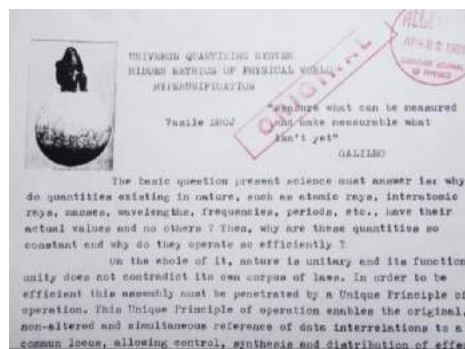 UNIVERSE QUANTIZING SYSTEM
HIDDEN METRICS OF PHYSICAL WORLD
HYPERUNIFICATION
ORIGINAL
Vasile
"Measure what can be measured
and make measurable what
isn't yet"
GALILEO
The basic question present science must answer is: why
do quantities existing in nature, such as atomic rays, interatomic
rays, masses, wavelengths, frequencies, periods, etc., have their
actual values and no others ? Then, why are these quantities so
constant and why do they operate so efficiently ?
On the whole of it, nature is unitary and its function
unity does not contradict its own corpus of laws. In order to be
efficient this assembly must be penetrated by a Unique Principle of
operation. This Unique Principle of operation enables the original,
non-altered and simultaneous reference of data interrelations to a
commun locus, allowing control, synthesis and distribution of effe